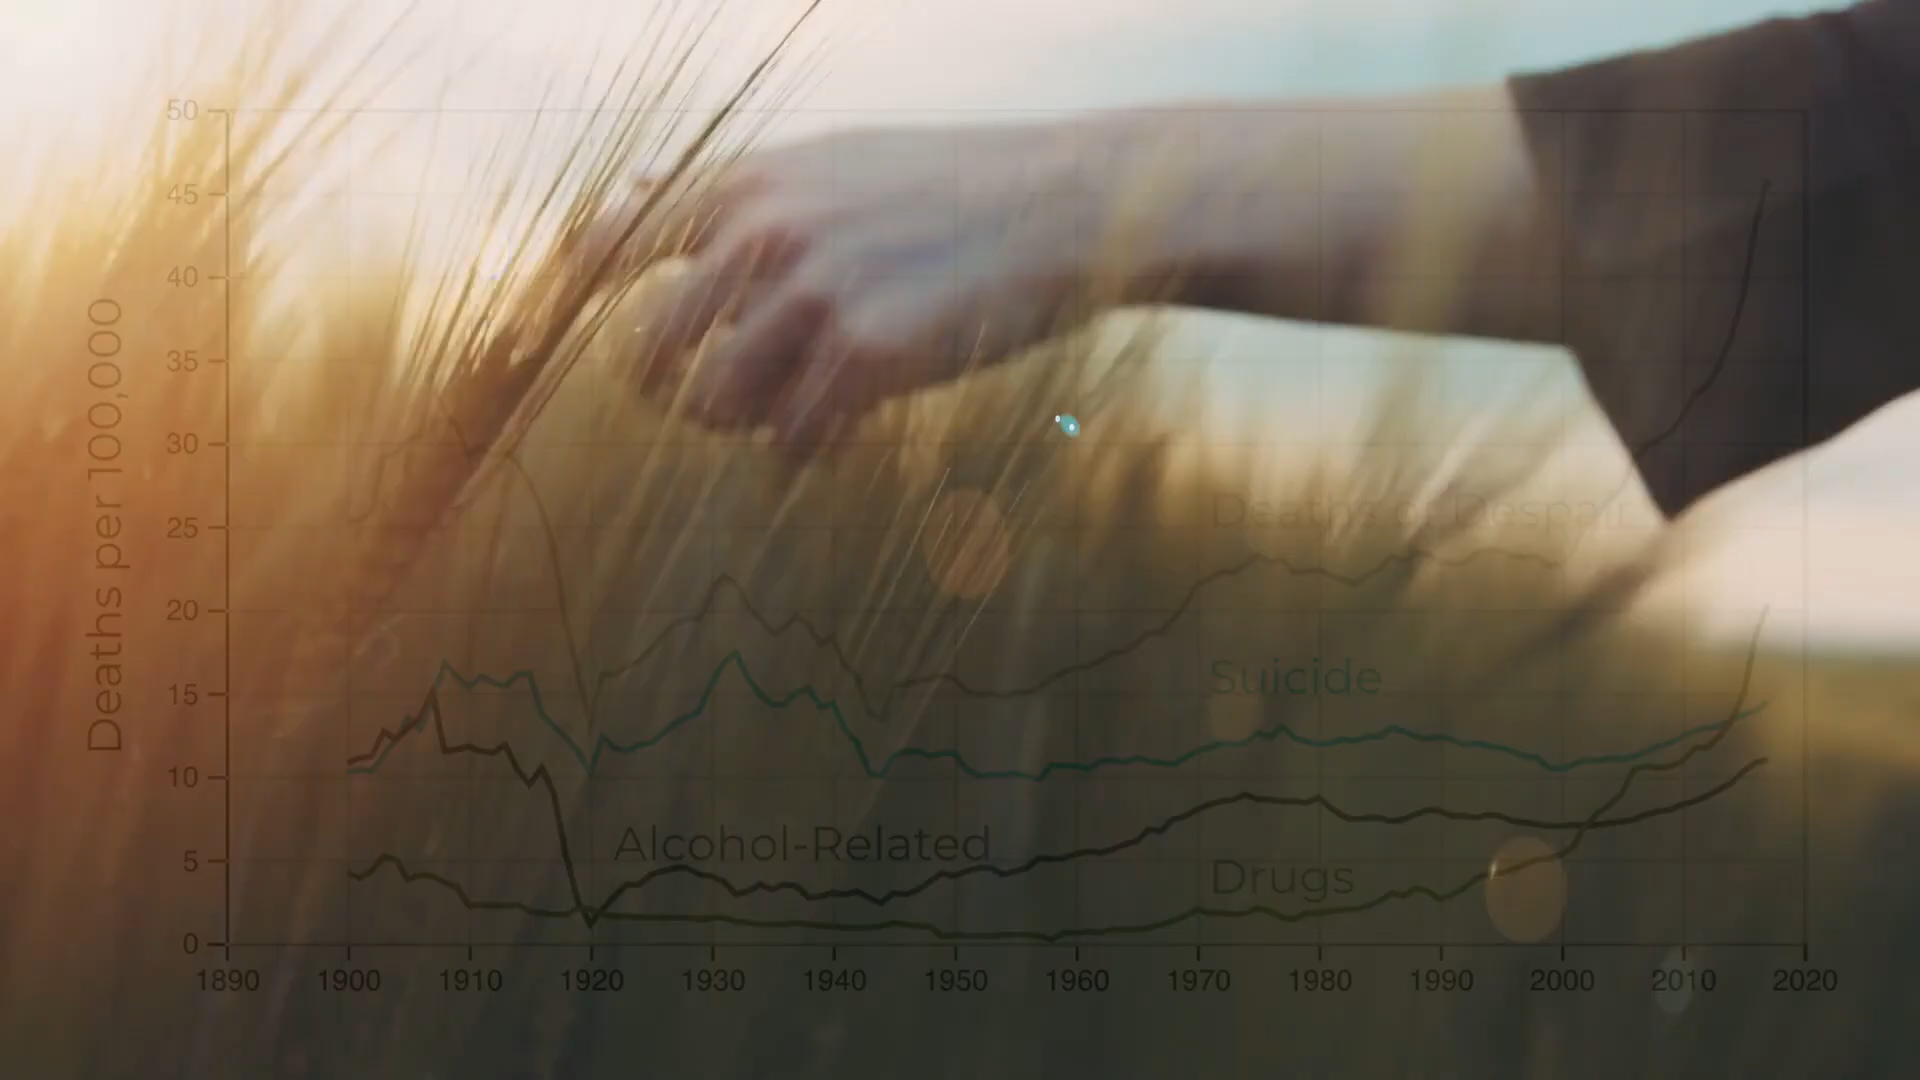 Deaths per 100,000
50
45
40
35
30
25
20
15
10
5
0
1890 1900 1910 1920 1930 1940 1950 1960 1970 1980 1990 2000 2010 2020
Deaths of Despair
Suicide
Alcohol-Related
Drugs